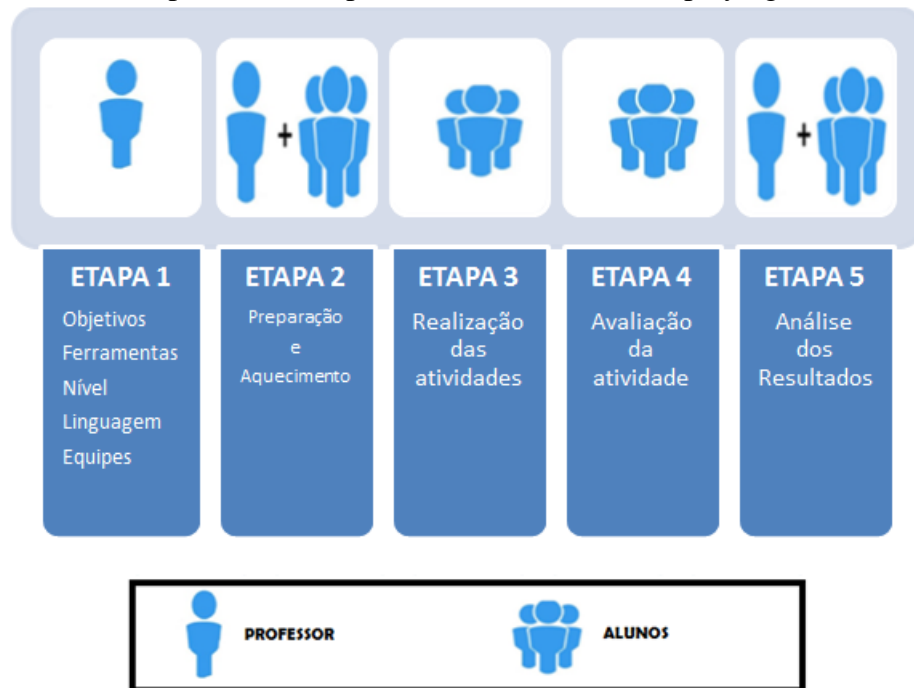 ETAPA 1
Objetivos
Ferramentas
Nível
Linguagem
Equipes
ETAPA 2
Preparação
e
Aquecimento
ETAPA 3
Realização
das
atividades
ETAPA 4
Avaliação
da
atividade
ETAPA 5
Análise
dos
Resultados
PROFESSOR
ALUNOS